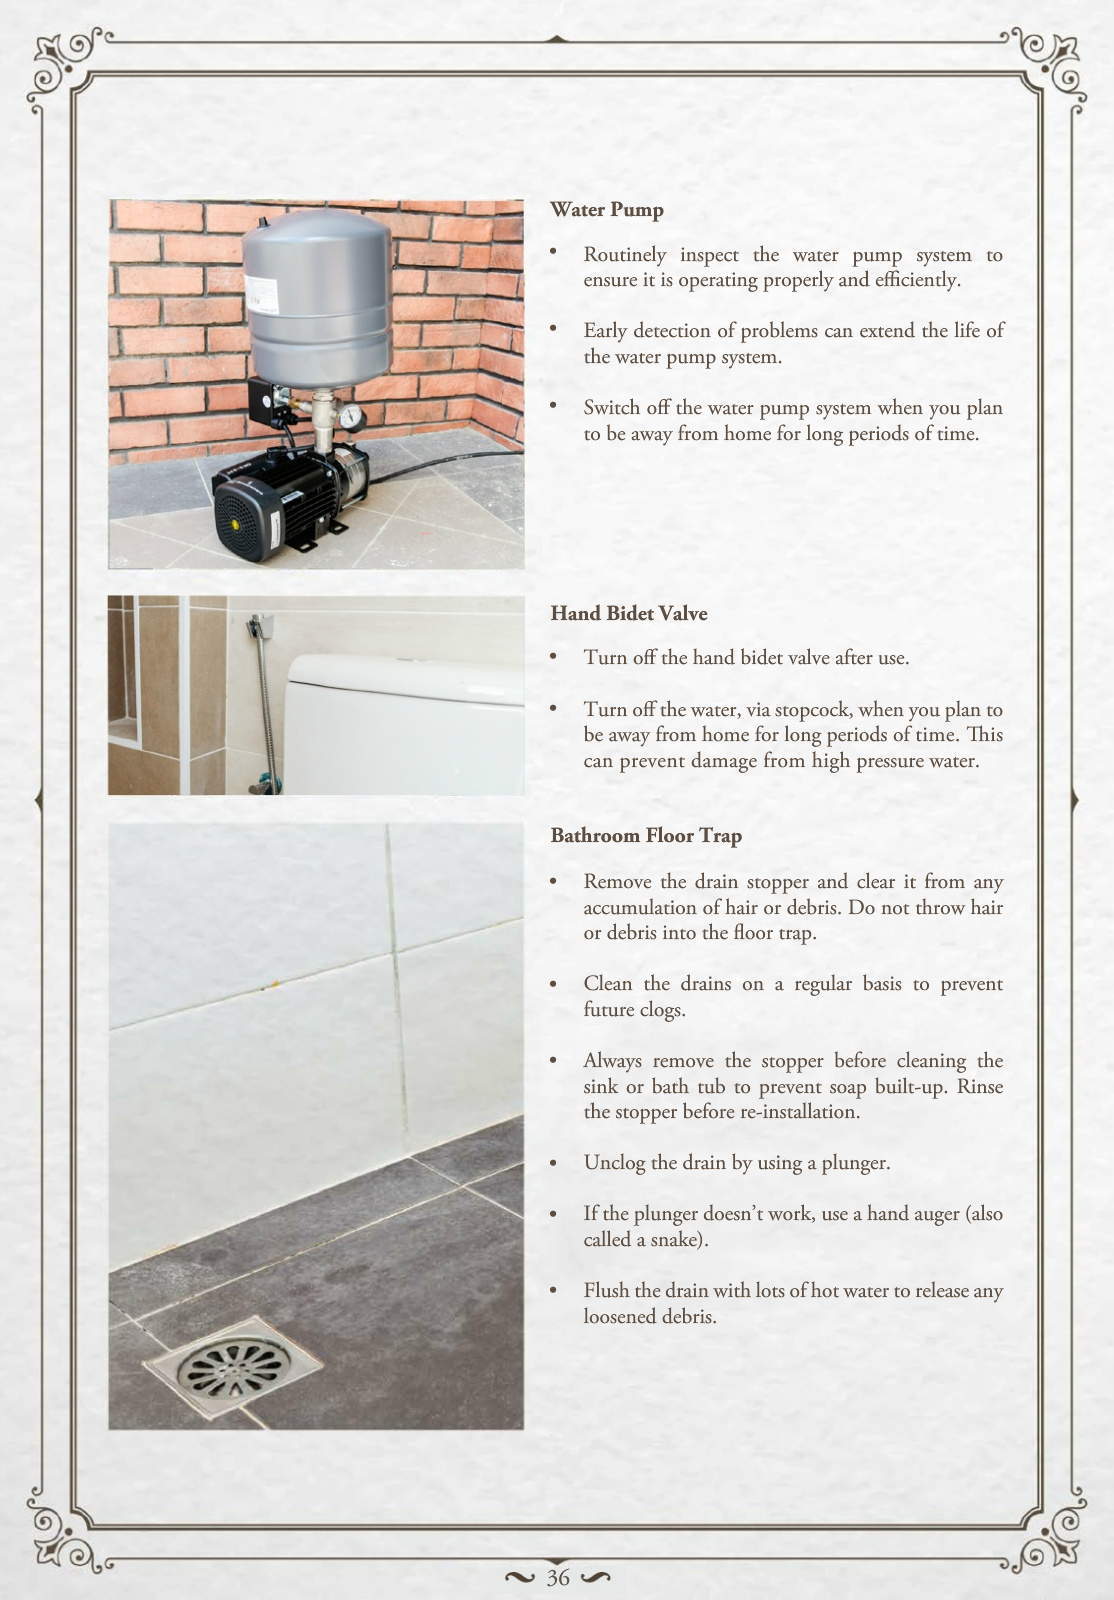 Water Pump
• Routinely inspect the water pump system to
ensure it is operating properly and efficiently.
• Early detection of problems can extend the life of
the water pump system.
• Switch off the water pump system when you plan
to be away from home for long periods of time.
Hand Bidet Valve
• Turn off the hand bidet valve after use.
• Turn off the water, via stopcock, when you plan to
be away from home for long periods of time. This
can prevent damage from high pressure water.
Bathroom Floor Trap
• Remove the drain stopper and clear it from any
accumulation of hair or debris. Do not throw hair
or debris into the floor trap.
• Clean the drains on a regular basis to prevent
future clogs.
• Always remove the stopper before cleaning the
sink or bath tub to prevent soap built-up. Rinse
the stopper before re-installation.
• Unclog the drain by using a plunger.
• If the plunger doesn’t work, use a hand auger (also
called a snake).
• Flush the drain with lots of hot water to release any
loosened debris.
36